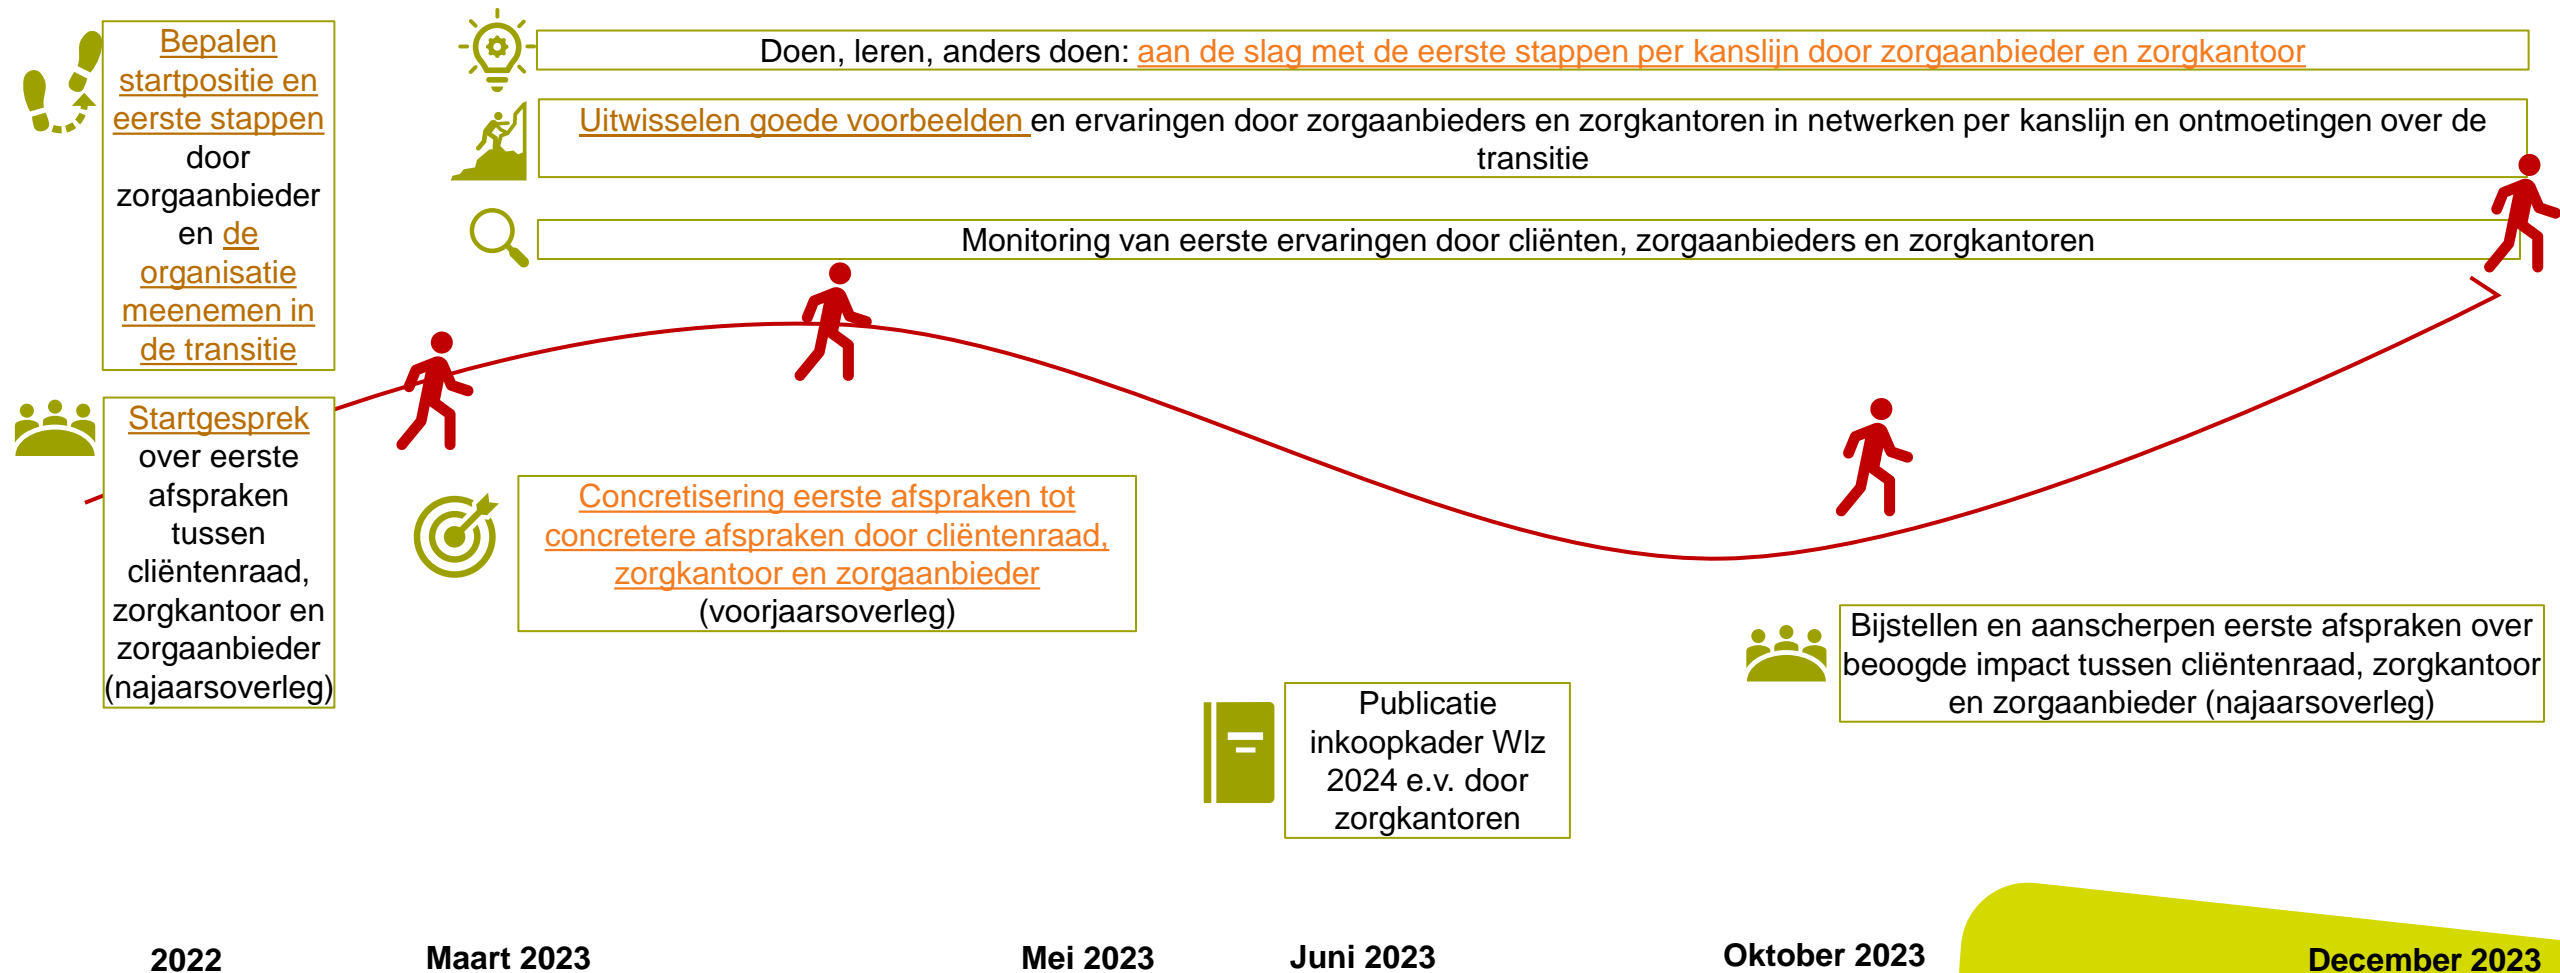 Bepalen
startpositie en
eerste stappen
door
zorgaanbieder
en de
organisatie
meenemen in
de transitie
Startgesprek
over eerste
afspraken
tussen
cliëntenraad,
zorgkantoor en
zorgaanbieder
(najaarsoverleg)
Doen, leren, anders doen: aan de slag met de eerste stappen per kanslijn door zorgaanbieder en zorgkantoor
Uitwisselen goede voorbeelden en ervaringen door zorgaanbieders en zorgkantoren in netwerken per kanslijn en ontmoetingen over de
transitie
Monitoring van eerste ervaringen door cliënten, zorgaanbieders en zorgkantoren
Concretisering eerste afspraken tot
concretere afspraken door cliëntenraad,
zorgkantoor en zorgaanbieder
(voorjaarsoverleg)
Publicatie
inkoopkader Wlz
2024 e.v. door
zorgkantoren
Bijstellen en aanscherpen eerste afspraken over
beoogde impact tussen cliëntenraad, zorgkantoor
en zorgaanbieder (najaarsoverleg)
2022
Maart 2023
Mei 2023
Juni 2023
Oktober 2023
December 2023